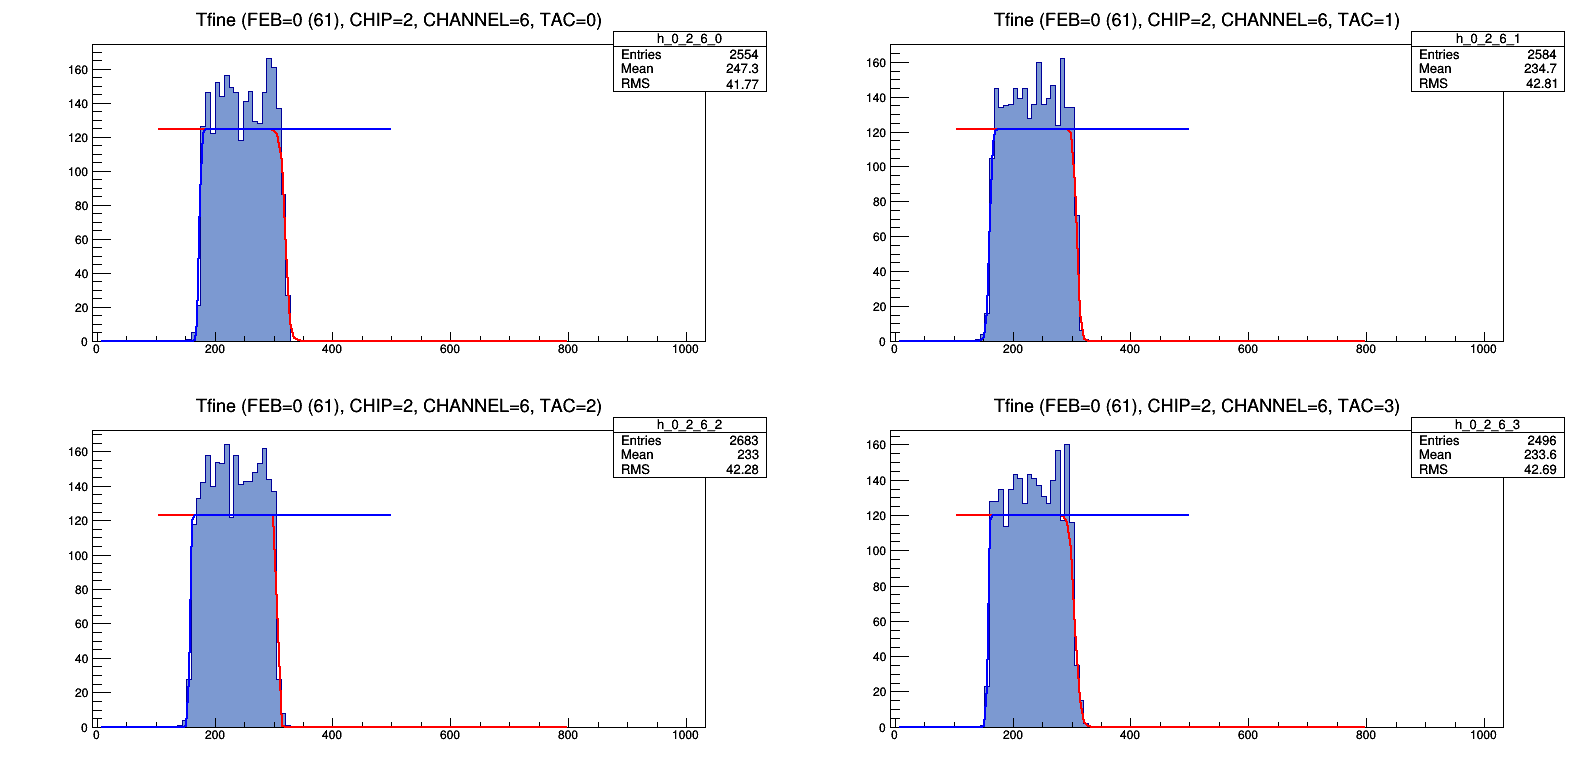 Tfine (FEB=0 (61), CHIP=2, CHANNEL=6, TAC=0)
h_0_2_6_0
Entries 2554
Mean 247.3
RMS 41.77
160
140
120
100
80
60
40
20
0
0 200 400 600 800 1000
Tfine (FEB=0 (61), CHIP=2, CHANNEL=6, TAC=1)
h_0_2_6_1
Entries 2584
Mean 234.7
RMS 42.81
160
140
120
100
80
60
40
20
0
0 200 400 600 800 1000
Tfine (FEB=0 (61), CHIP=2, CHANNEL=6, TAC=2)
h_0_2_6_2
Entries 2683
Mean 233
RMS 42.28
160
140
120
100
80
60
40
20
0
0 200 400 600 800 1000
Tfine (FEB=0 (61), CHIP=2, CHANNEL=6, TAC=3)
h_0_2_6_3
Entries 2496
Mean 233.6
RMS 42.69
160
140
120
100
80
60
40
20
0
0 200 400 600 800 1000